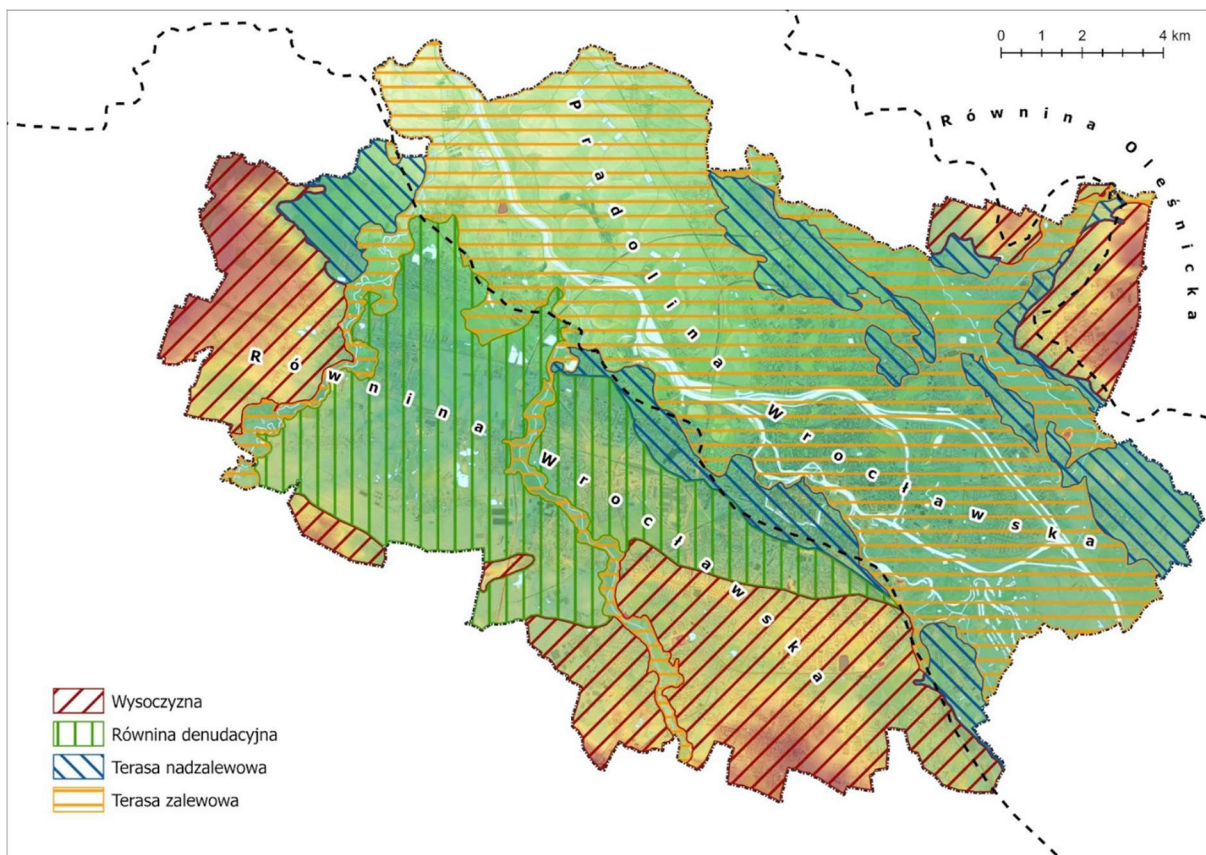 0 1 2 4 km
Równina Oleśnicka
Pradolina Wrocławska
Równina Wrocławska
Wysoczyzna
Równina denudacyjna
Terasa nadzalewowa
Terasa zalewowa